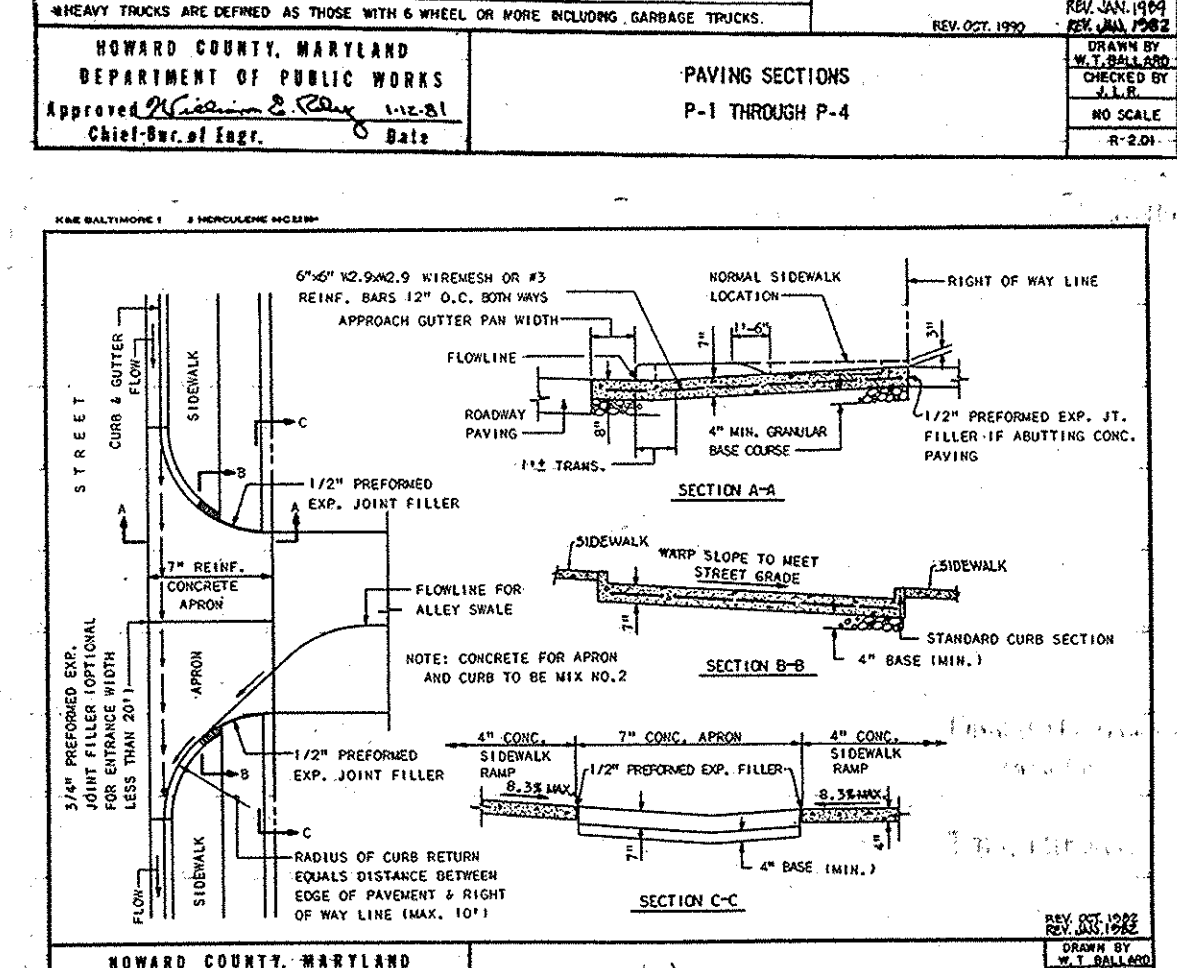 *HEAVY TRUCKS ARE DEFINED AS THOSE WITH 6 WHEEL OR MORE INCLUDING GARBAGE TRUCKS.
REV. OCT. 1990
REV. JAN. 1989
REV. JAN. 1982
HOWARD COUNTY, MARYLAND
DEPARTMENT OF PUBLIC WORKS
Approved William E. Riley 1-12-81
Chief-Bur. of Engr. Date
PAVING SECTIONS
P-1 THROUGH P-4
DRAWN BY
W.T. BALLARD
CHECKED BY
J.L.R.
NO SCALE
R-2.01
K&E BALTIMORE
HERCULENE
STREET
CURB & GUTTER
FLOW
SIDEWALK
C
B
A
A
1/2" PREFORMED
EXP. JOINT FILLER
7" REINF.
CONCRETE
APRON
FLOWLINE FOR
ALLEY SWALE
NOTE: CONCRETE FOR APRON
AND CURB TO BE MIX NO.2
3/4" PREFORMED EXP.
JOINT FILLER (OPTIONAL
FOR ENTRANCE WIDTH
LESS THAN 20')
APRON
1/2" PREFORMED
EXP. JOINT FILLER
B
C
RADIUS OF CURB RETURN
EQUALS DISTANCE BETWEEN
EDGE OF PAVEMENT & RIGHT
OF WAY LINE (MAX. 10')
FLOW
SIDEWALK
6"x6" W2.9xW2.9 WIREMESH OR #3
REINF. BARS 12" O.C. BOTH WAYS
APPROACH GUTTER PAN WIDTH
FLOWLINE
ROADWAY
PAVING
8"
1'± TRANS.
7"
1'-6"
NORMAL SIDEWALK
LOCATION
RIGHT OF WAY LINE
3"
4" MIN. GRANULAR
BASE COURSE
1/2" PREFORMED EXP. JT.
FILLER IF ABUTTING CONC.
PAVING
SECTION A-A
SIDEWALK
WARP SLOPE TO MEET
STREET GRADE
SIDEWALK
7"
STANDARD CURB SECTION
4" BASE (MIN.)
SECTION B-B
4" CONC.
SIDEWALK
RAMP
7" CONC. APRON
4" CONC.
SIDEWALK
RAMP
1/2" PREFORMED EXP. FILLER
8.3% MAX.
8.3% MAX.
7"
4"
4" BASE (MIN.)
SECTION C-C
REV. OCT. 1982
REV. JAN. 1982
DRAWN BY
W.T. BALLARD
HOWARD COUNTY, MARYLAND